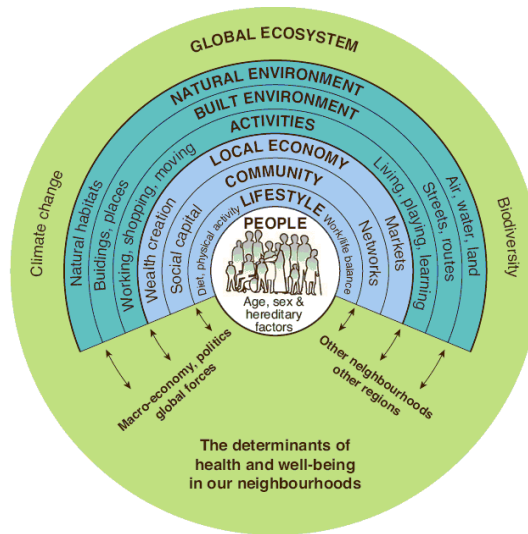 GLOBAL ECOSYSTEM
NATURAL ENVIRONMENT
BUILT ENVIRONMENT
ACTIVITIES
LOCAL ECONOMY
COMMUNITY
LIFESTYLE
PEOPLE
Age, sex &
hereditary
factors
Climate change
Natural habitats
Buidings, places
Working, shopping, moving
Wealth creation
Social capital
Diet, physical activity
Work/life balance
Networks
Markets
Living, playing, learning
Streets, routes
Air, water, land
Biodiversity
Macro-economy, politics
global forces
Other neighbourhoods
other regions
The determinants of
health and well-being
in our neighbourhoods